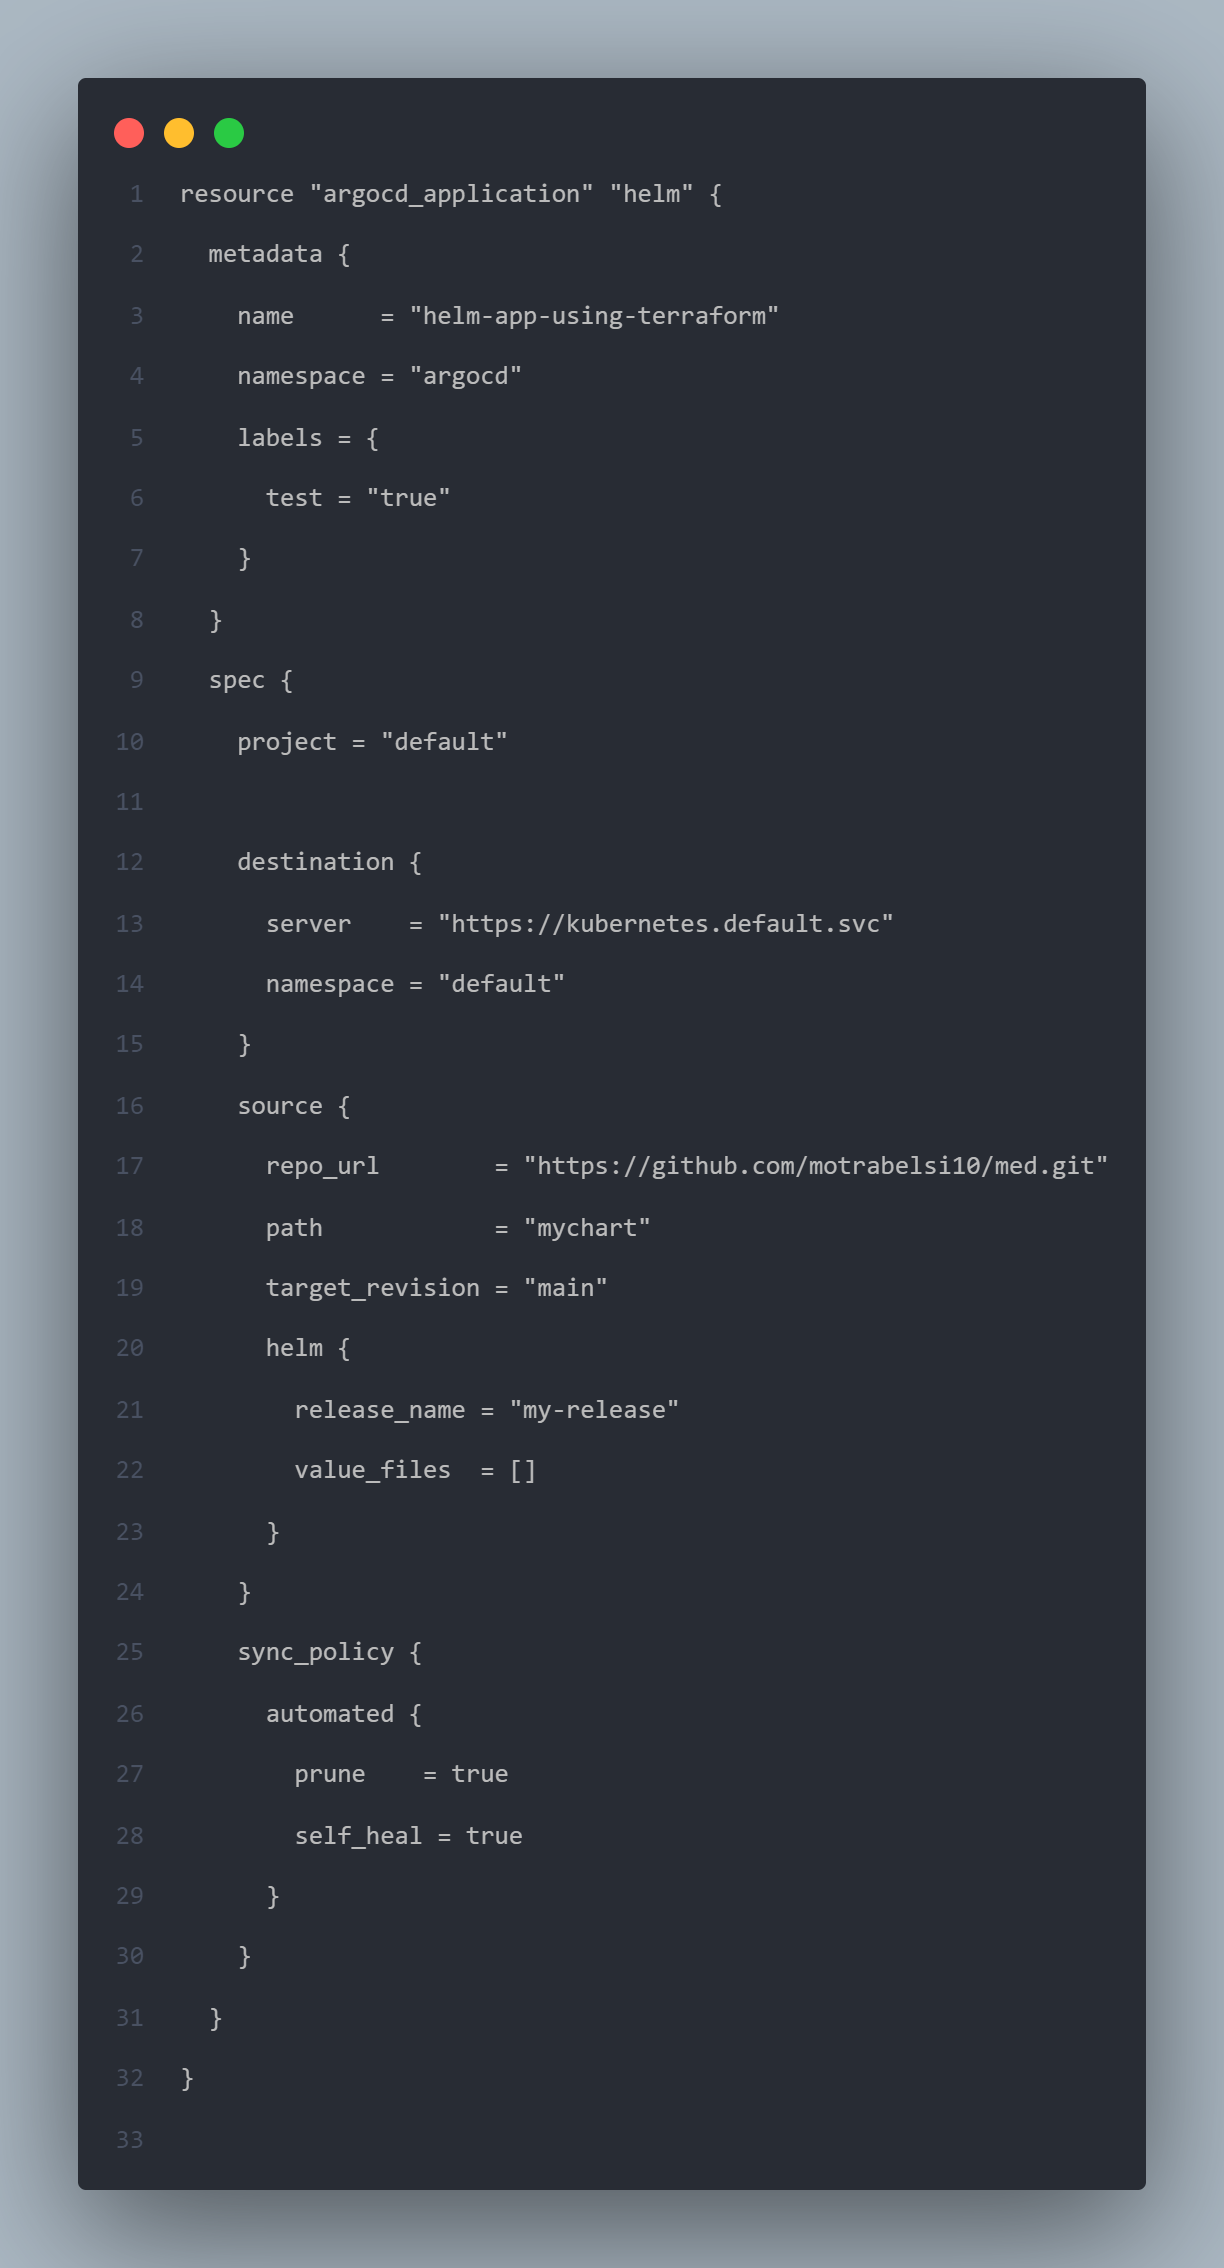 1 resource "argocd_application" "helm" {
2   metadata {
3     name      = "helm-app-using-terraform"
4     namespace = "argocd"
5     labels = {
6       test = "true"
7     }
8   }
9   spec {
10     project = "default"
11
12     destination {
13       server    = "https://kubernetes.default.svc"
14       namespace = "default"
15     }
16     source {
17       repo_url        = "https://github.com/motrabelsi10/med.git"
18       path            = "mychart"
19       target_revision = "main"
20       helm {
21         release_name = "my-release"
22         value_files  = []
23       }
24     }
25     sync_policy {
26       automated {
27         prune    = true
28         self_heal = true
29       }
30     }
31   }
32 }
33